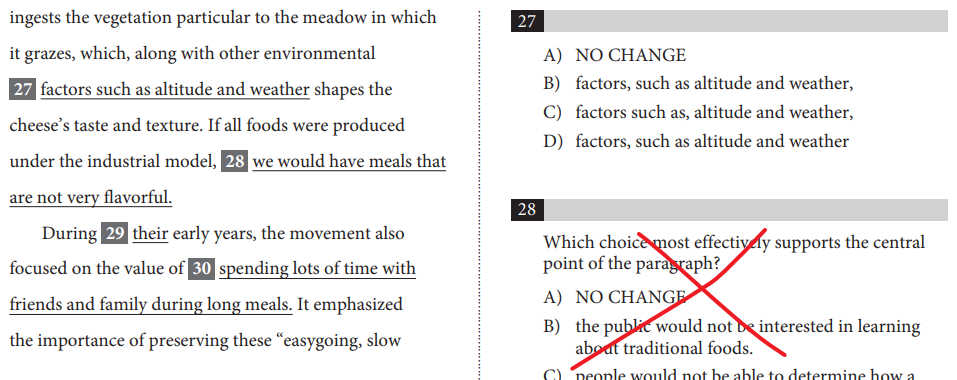 ingests the vegetation particular to the meadow in which
it grazes, which, along with other environmental
27 factors such as altitude and weather shapes the
cheese’s taste and texture. If all foods were produced
under the industrial model, 28 we would have meals that
are not very flavorful.
During 29 their early years, the movement also
focused on the value of 30 spending lots of time with
friends and family during long meals. It emphasized
the importance of preserving these “easygoing, slow
27
A) NO CHANGE
B) factors, such as altitude and weather,
C) factors such as, altitude and weather,
D) factors, such as altitude and weather
28
Which choice most effectively supports the central
point of the paragraph?
A) NO CHANGE
B) the public would not be interested in learning
about traditional foods.
C) people would not be able to determine how a